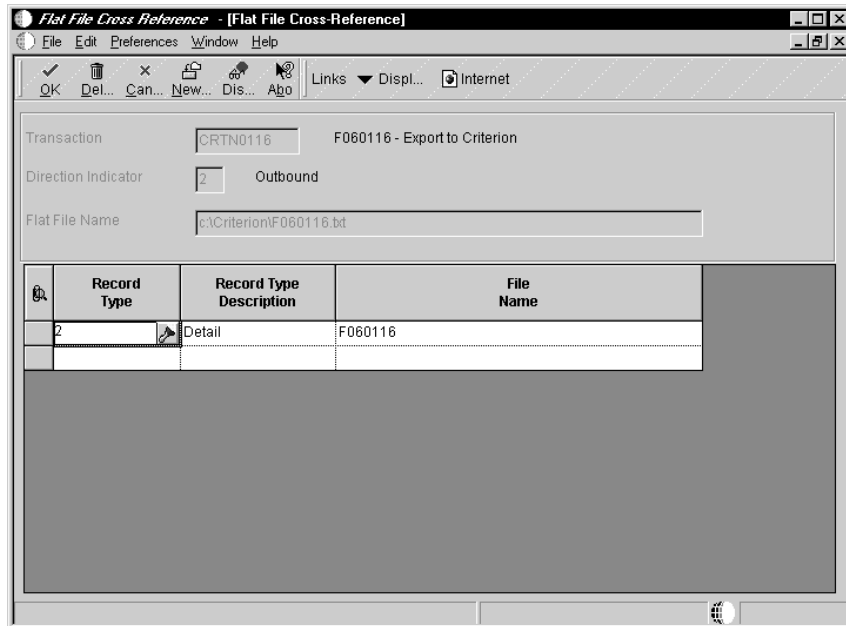 Flat File Cross Reference - [Flat File Cross-Reference]
File Edit Preferences Window Help
OK Del... Can... New... Dis... Abo Links Displ... Internet
Transaction CRTN0116 F060116 - Export to Criterion
Direction Indicator 2 Outbound
Flat File Name c:\Criterion\F060116.txt
Record Type Record Type Description File Name
2 Detail F060116